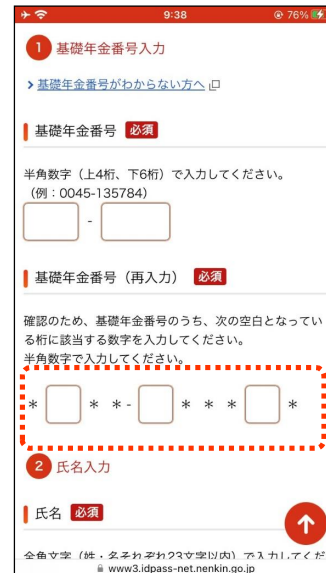 9:38
76%
1 基礎年金番号入力
基礎年金番号がわからない方へ
基礎年金番号 必須
半角数字(上4桁、下6桁)で入力してください。
(例:0045-135784)
-
基礎年金番号(再入力) 必須
確認のため、基礎年金番号のうち、次の空白となってい
る桁に該当する数字を入力してください。
半角数字で入力してください。
* * * - * * * *
2 氏名入力
氏名 必須
全角文字(姓・名それぞれ23文字以内)で入力してくだ
www3.idpass-net.nenkin.go.jp